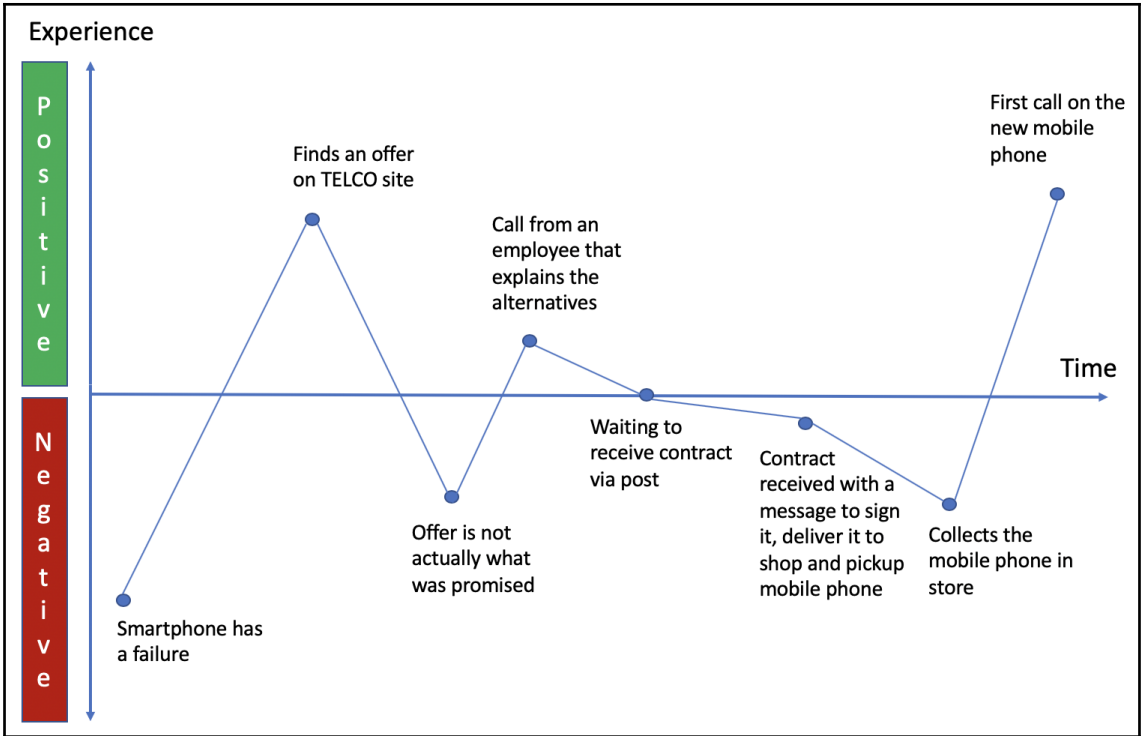 Experience
Positive
Negative
Smartphone has
a failure
Finds an offer
on TELCO site
Offer is not
actually what
was promised
Call from an
employee that
explains the
alternatives
Waiting to
receive contract
via post
Contract
received with a
message to sign
it, deliver it to
shop and pickup
mobile phone
Collects the
mobile phone in
store
First call on the
new mobile
phone
Time